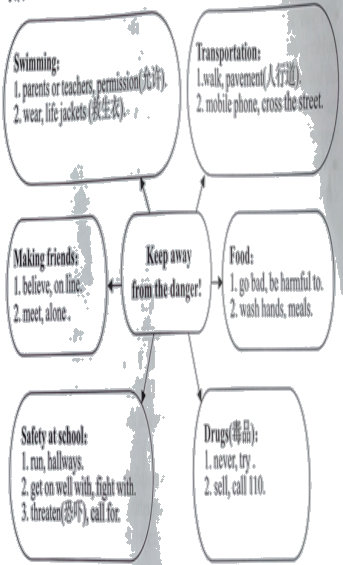 Swimming:
1. parents or teachers, permission(允许).
2. wear, life jackets (救生衣).
Transportation:
1.walk, pavement(人行道).
2. mobile phone, cross the street.
Making friends:
1. believe, on line.
2. meet, alone.
Keep away
from the danger!
Food:
1. go bad, be harmful to.
2. wash hands, meals.
Safety at school:
1. run, hallways.
2. get on well with, fight with.
3. threaten(恐吓), call for.
Drugs(毒品):
1. never, try .
2. sell, call 110.